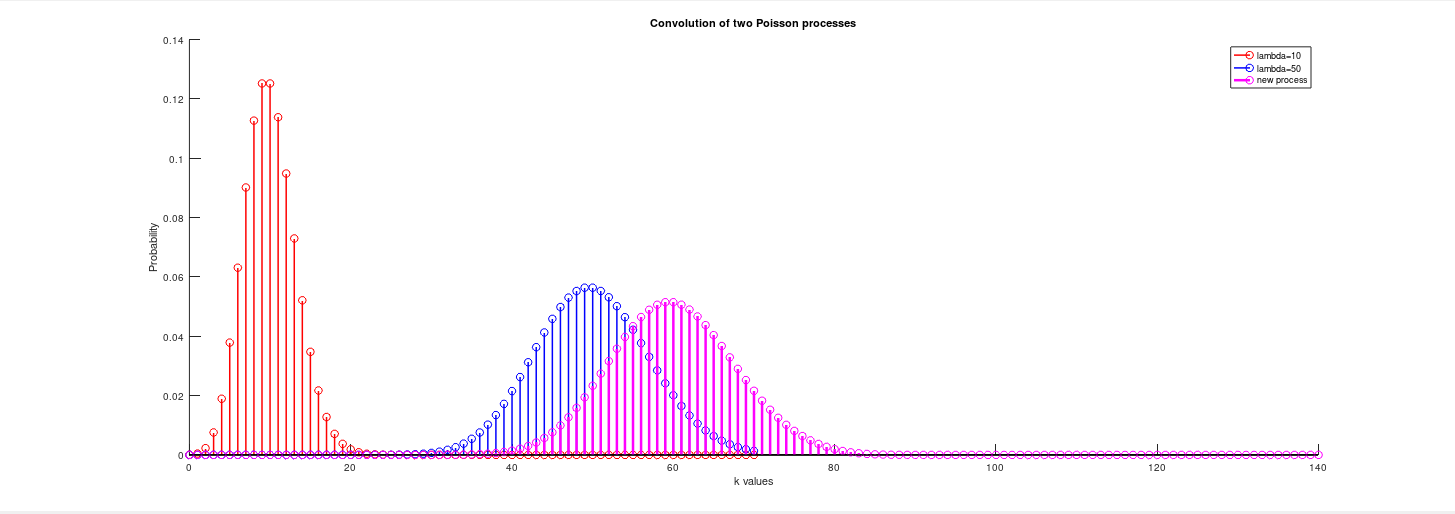 Convolution of two Poisson processes
lambda=10
lambda=50
new process
Probability
0.14
0.12
0.1
0.08
0.06
0.04
0.02
0
0 20 40 60 80 100 120 140
k values